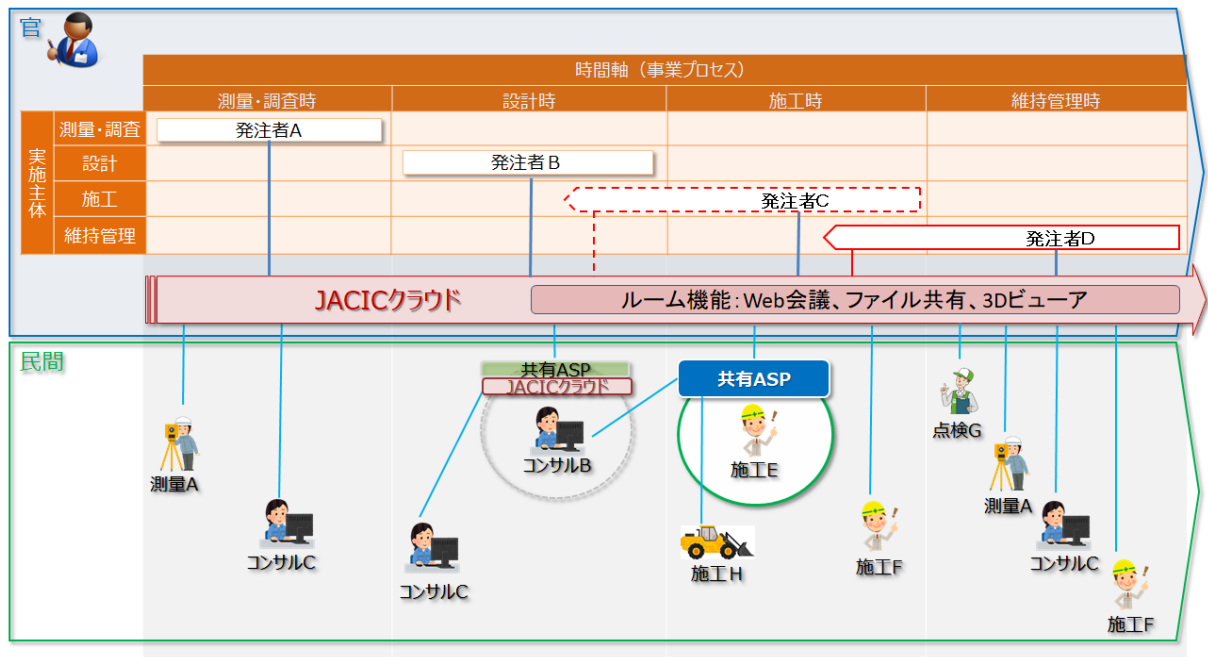 官
時間軸（事業プロセス）
測量・調査時 設計時 施工時 維持管理時
実施主体
測量・調査 発注者A
設計 発注者B
施工 発注者C
維持管理 発注者D
JACICクラウド ルーム機能：Web会議、ファイル共有、3Dビューア
民間
共有ASP
JACICクラウド
共有ASP
点検G
コンサルB
施工E
測量A
測量A
コンサルC
コンサルC
施工H
施工F
コンサルC
施工F